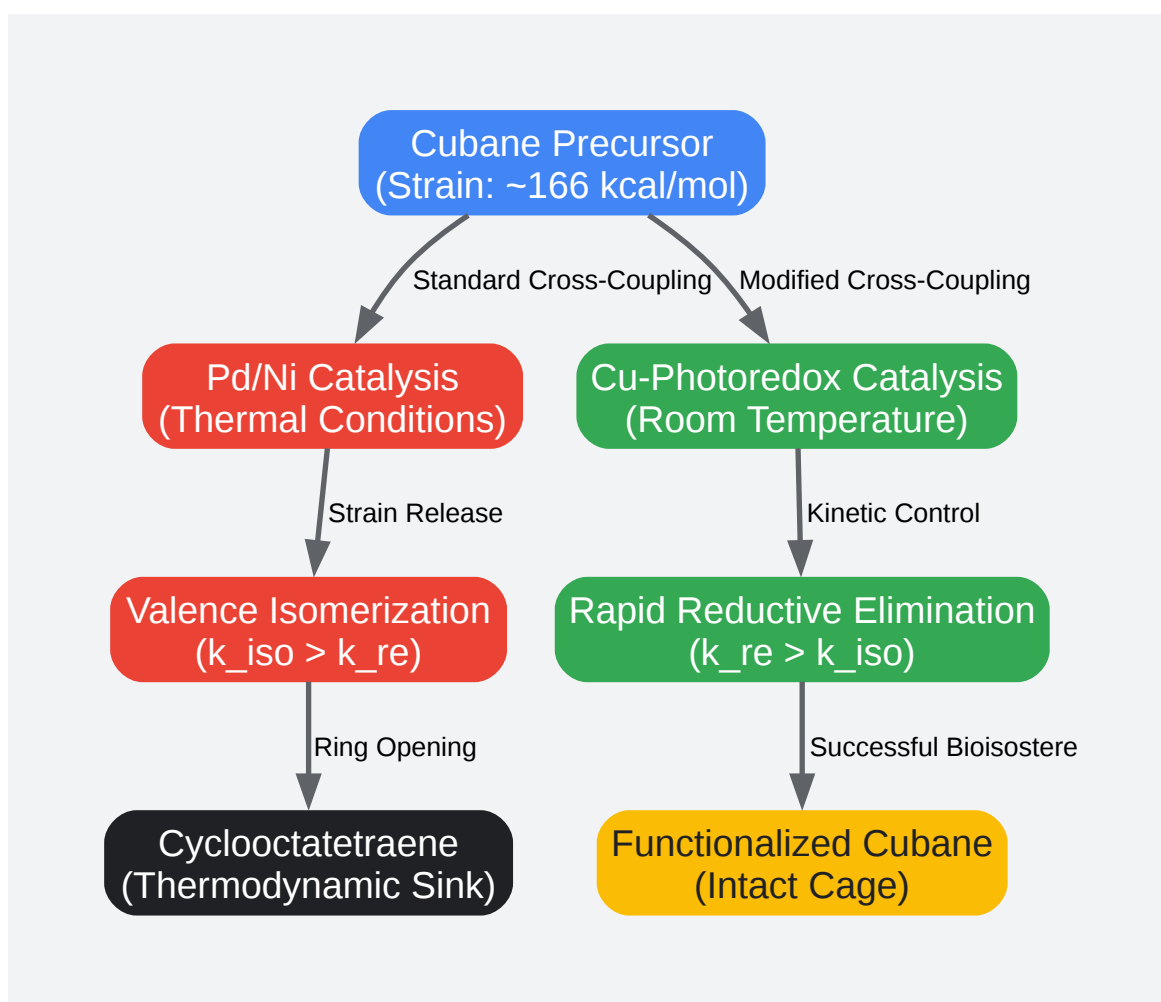 Cubane Precursor
(Strain: ~166 kcal/mol)
Standard Cross-Coupling
Modified Cross-Coupling
Pd/Ni Catalysis
(Thermal Conditions)
Cu-Photoredox Catalysis
(Room Temperature)
Strain Release
Kinetic Control
Valence Isomerization
(k_iso > k_re)
Rapid Reductive Elimination
(k_re > k_iso)
Ring Opening
Successful Bioisostere
Cyclooctatetraene
(Thermodynamic Sink)
Functionalized Cubane
(Intact Cage)